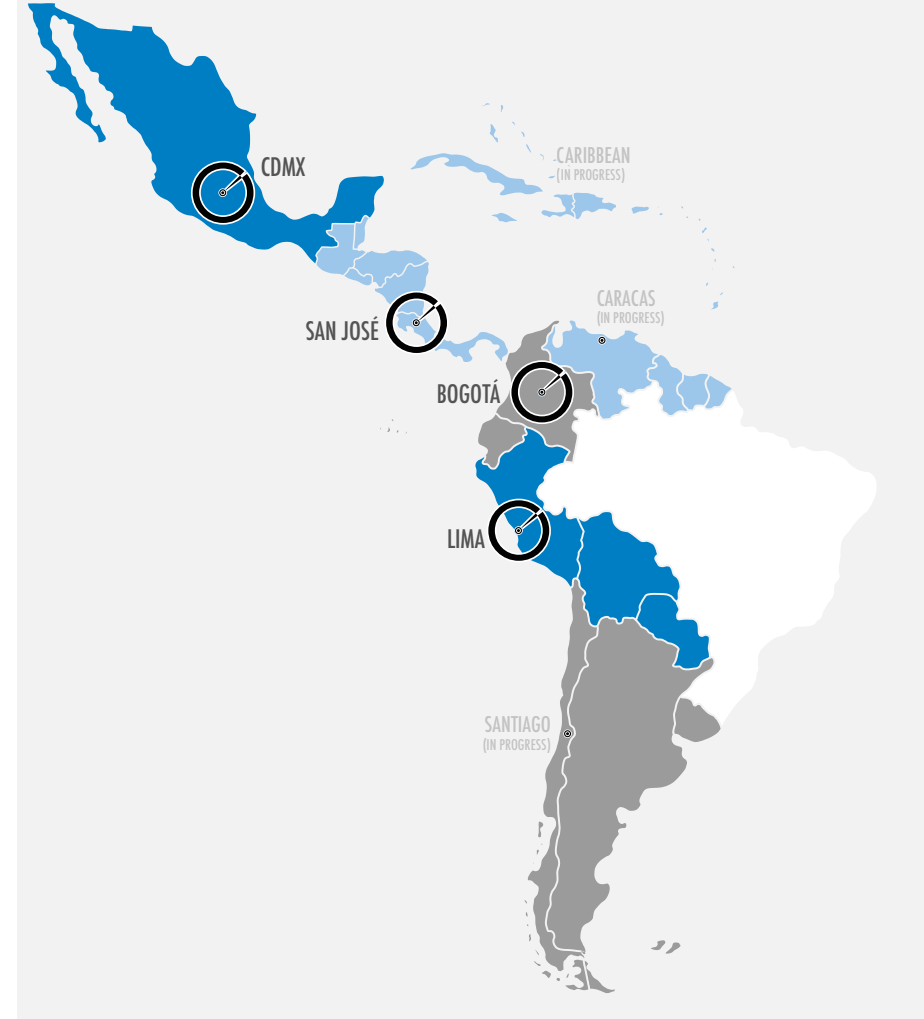 CARIBBEAN
(IN PROGRESS)
CDMX
CARACAS
(IN PROGRESS)
SAN JOSÉ
BOGOTÁ
LIMA
SANTIAGO
(IN PROGRESS)